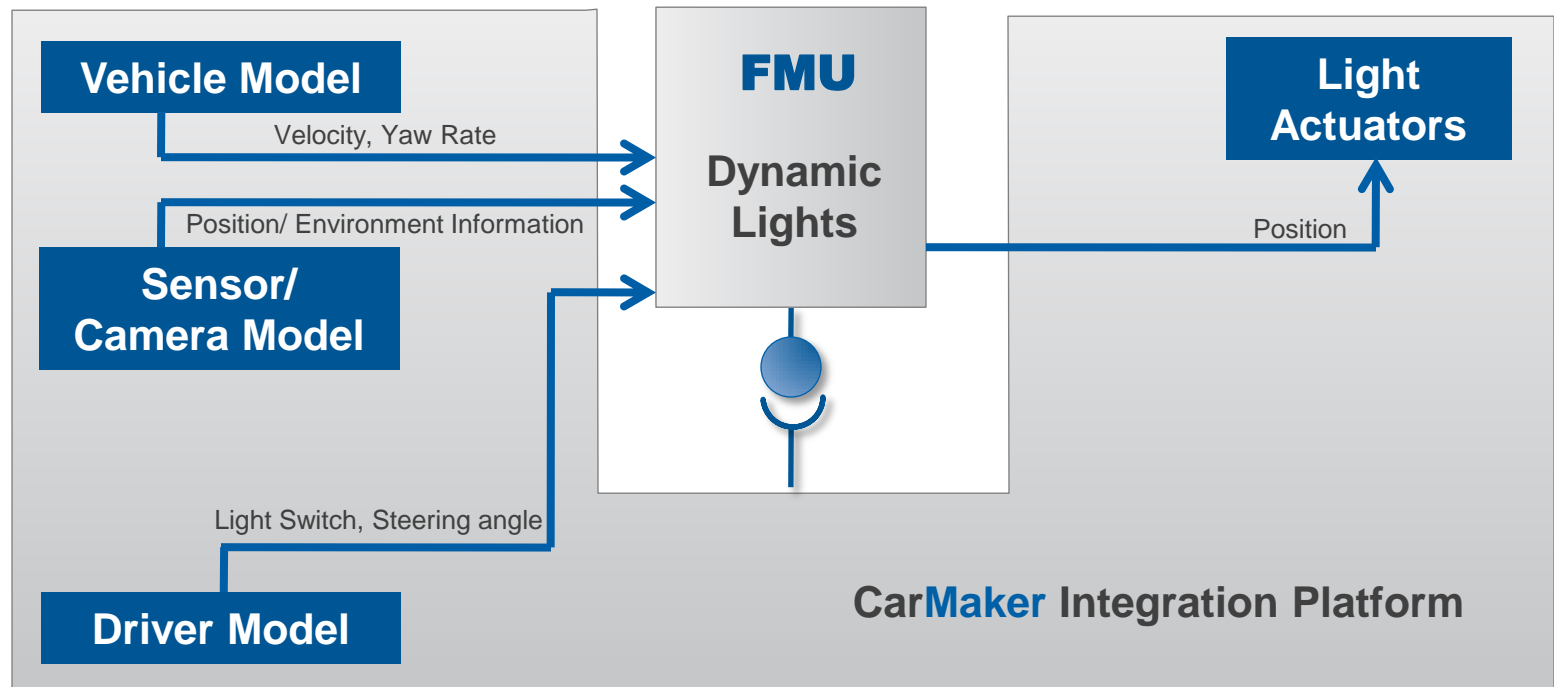 Vehicle Model
Velocity, Yaw Rate
Position/ Environment Information
Sensor/
Camera Model
Light Switch, Steering angle
Driver Model
FMU
Dynamic
Lights
Light
Actuators
Position
CarMaker Integration Platform